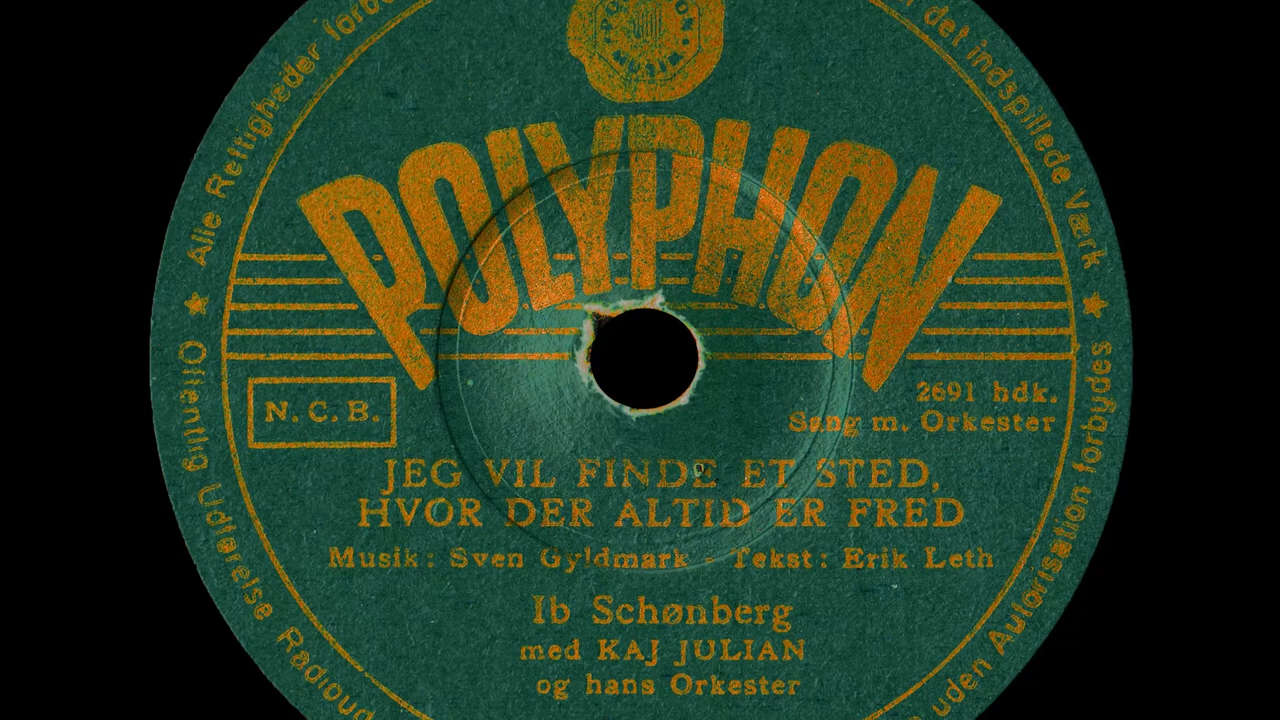 Alle Rettigheder forbe
det indspillede Værk
POLYPHON
N. C. B.
2691 hdk.
Sang m. Orkester
JEG VIL FINDE ET STED,
HVOR DER ALTID ER FRED
Musik: Sven Gyldmark - Tekst: Erik Leth
Ib Schønberg
med KAJ JULIAN
og hans Orkester
Offentlig Udførelse Radioud
uden Autorisation forbydes